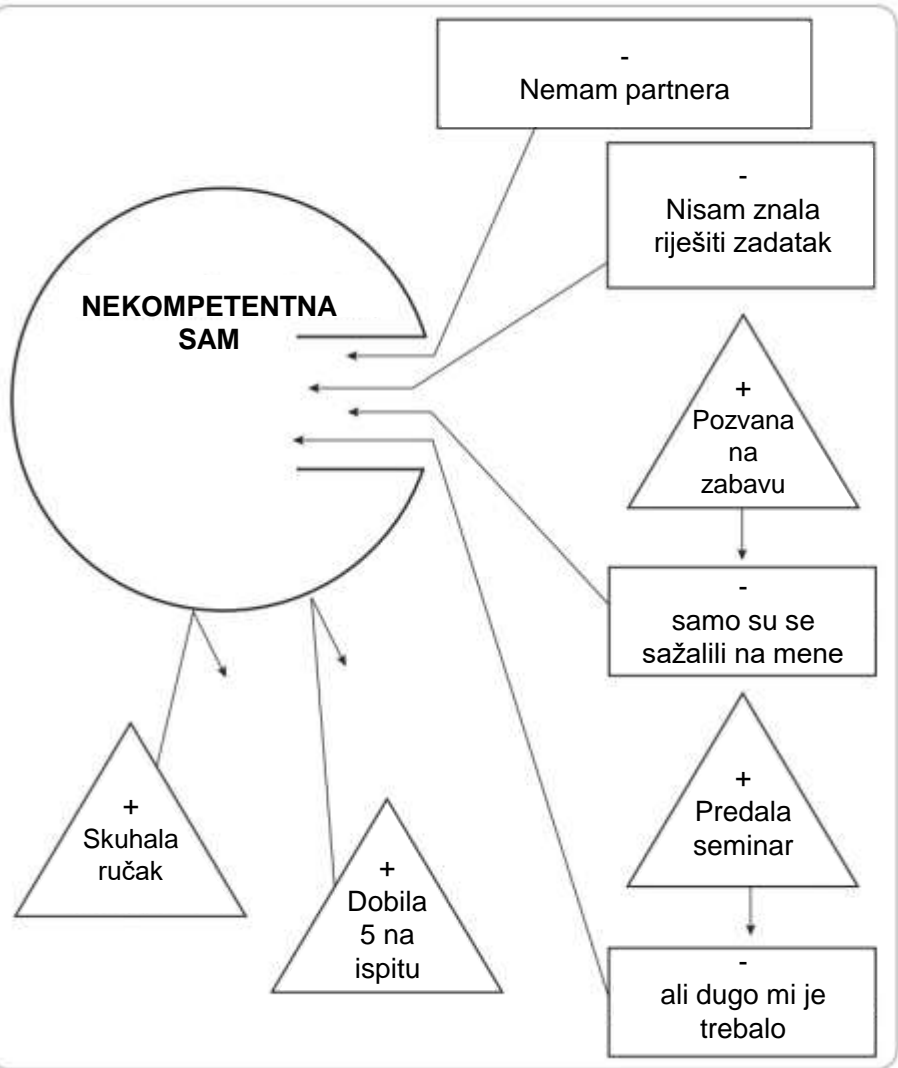 -
Nemam partnera
-
Nisam znala
riješiti zadatak
NEKOMPETENTNA
SAM
+
Pozvana
na
zabavu
-
samo su se
sažalili na mene
+
Predala
seminar
-
ali dugo mi je
trebalo
+
Skuhala
ručak
+
Dobila
5 na
ispitu